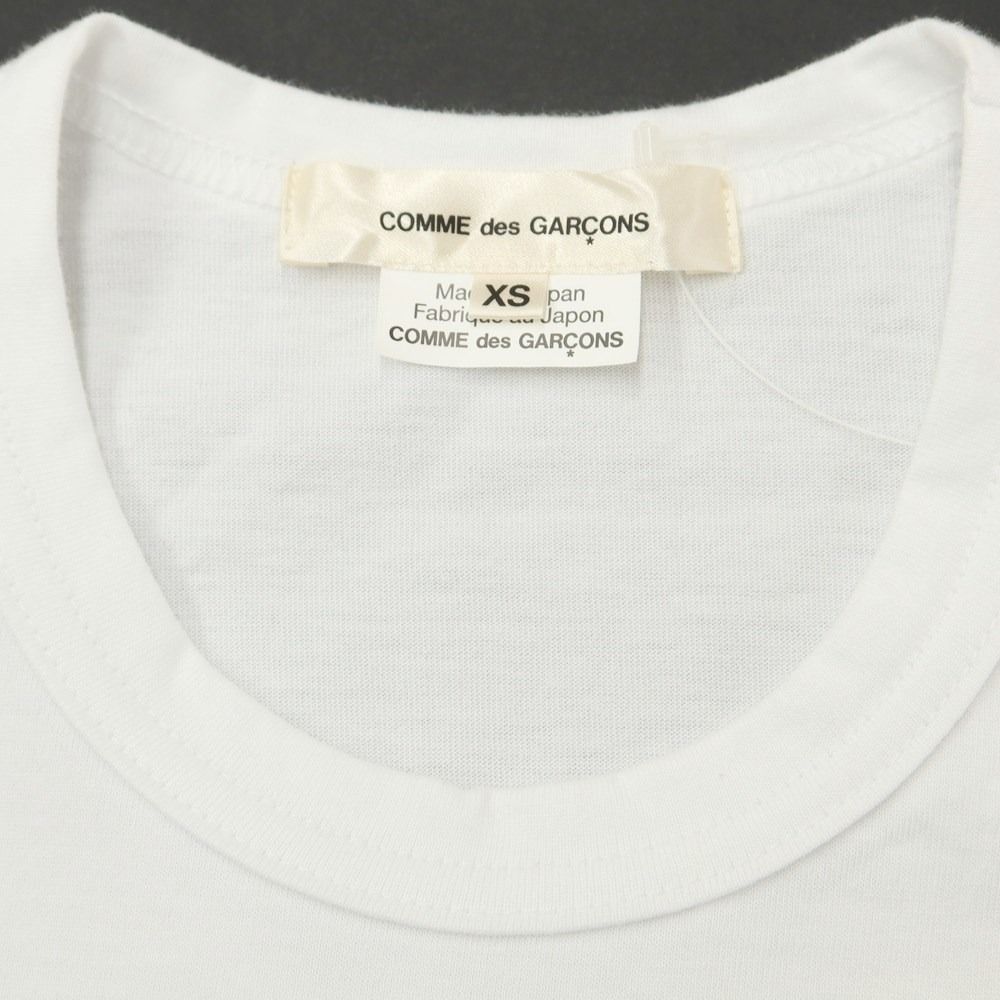 COMME des GARÇONS
*
XS
Fabrique au Japon
COMME des GARÇONS
*